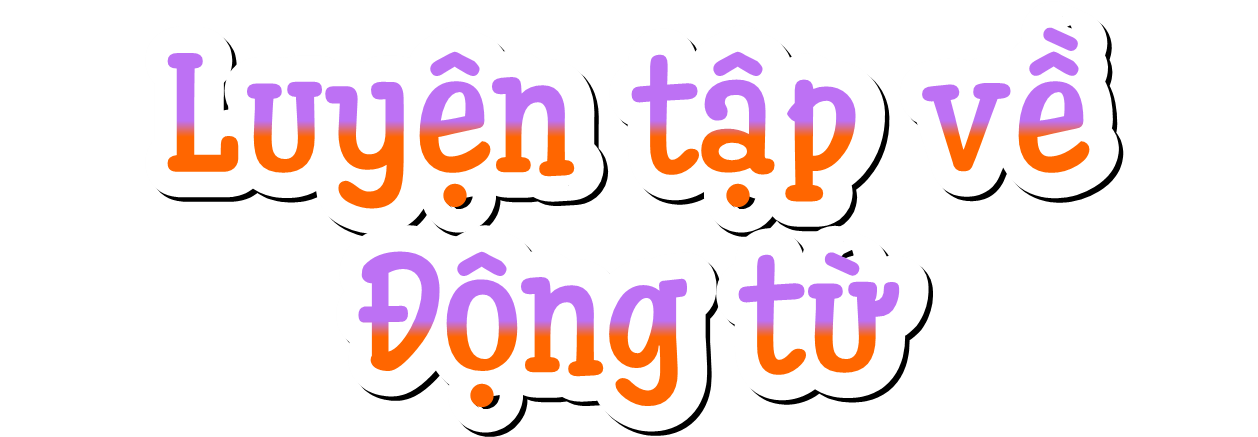 Luyện tập về
Động từ